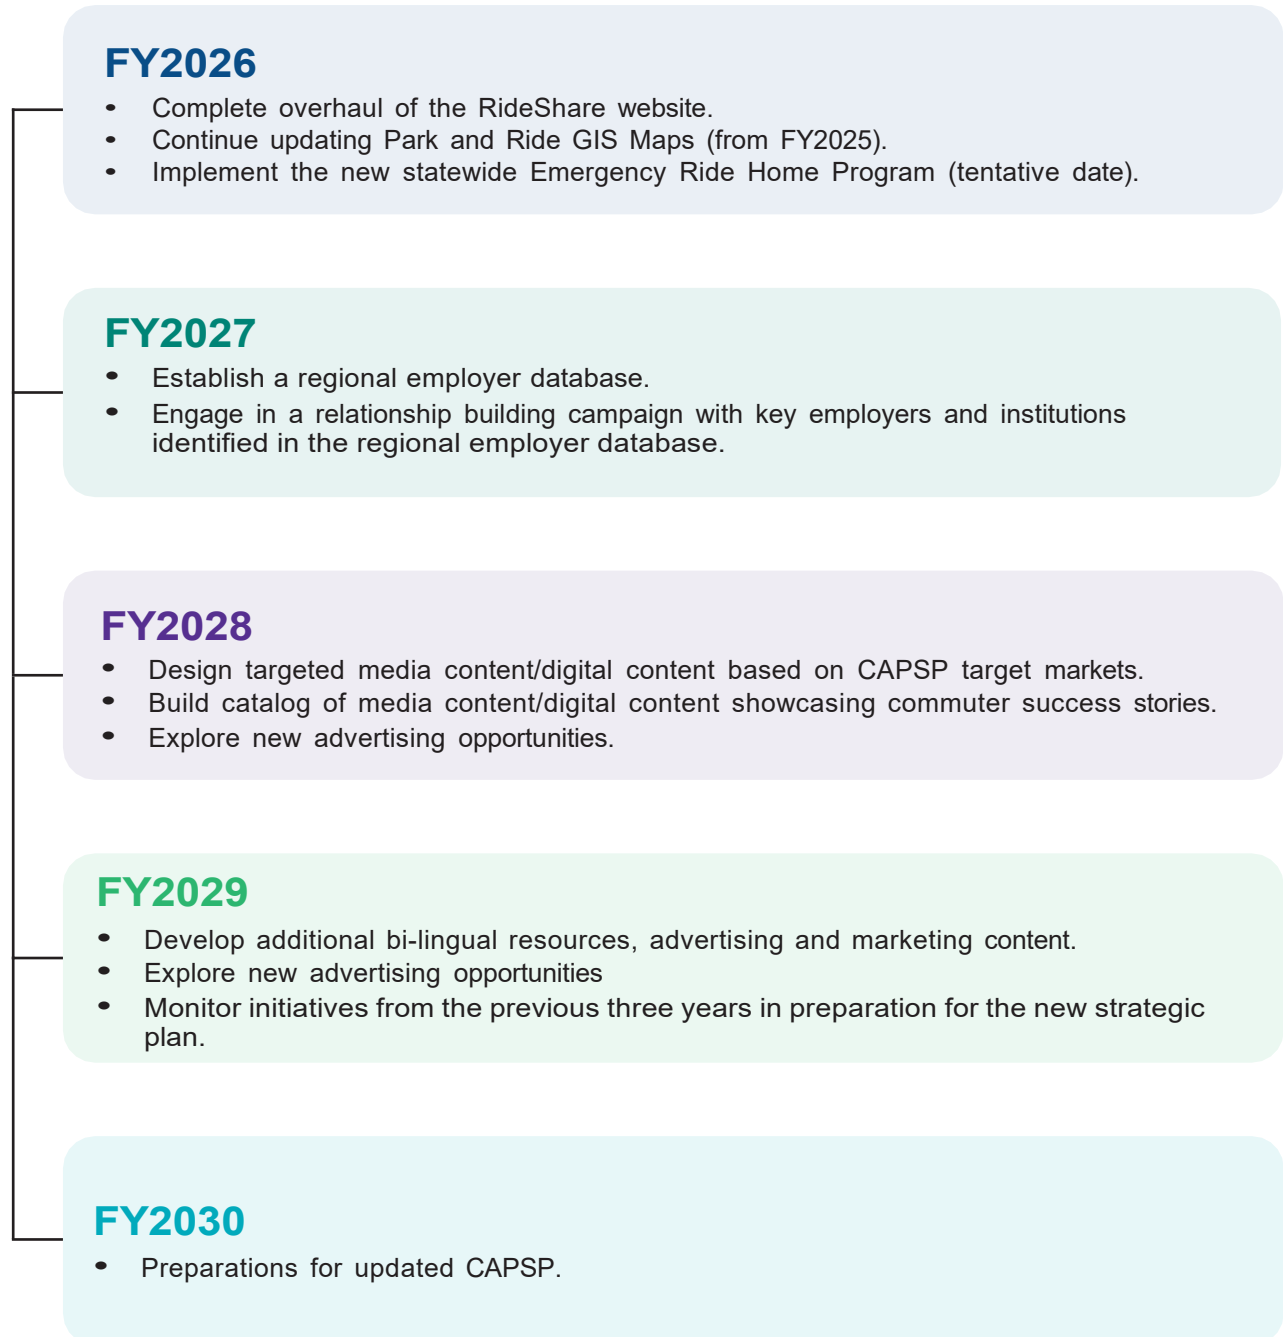 FY2026
• Complete overhaul of the RideShare website.
• Continue updating Park and Ride GIS Maps (from FY2025).
• Implement the new statewide Emergency Ride Home Program (tentative date).
FY2027
• Establish a regional employer database.
• Engage in a relationship building campaign with key employers and institutions
identified in the regional employer database.
FY2028
• Design targeted media content/digital content based on CAPSP target markets.
• Build catalog of media content/digital content showcasing commuter success stories.
• Explore new advertising opportunities.
FY2029
• Develop additional bi-lingual resources, advertising and marketing content.
• Explore new advertising opportunities
• Monitor initiatives from the previous three years in preparation for the new strategic
plan.
FY2030
• Preparations for updated CAPSP.